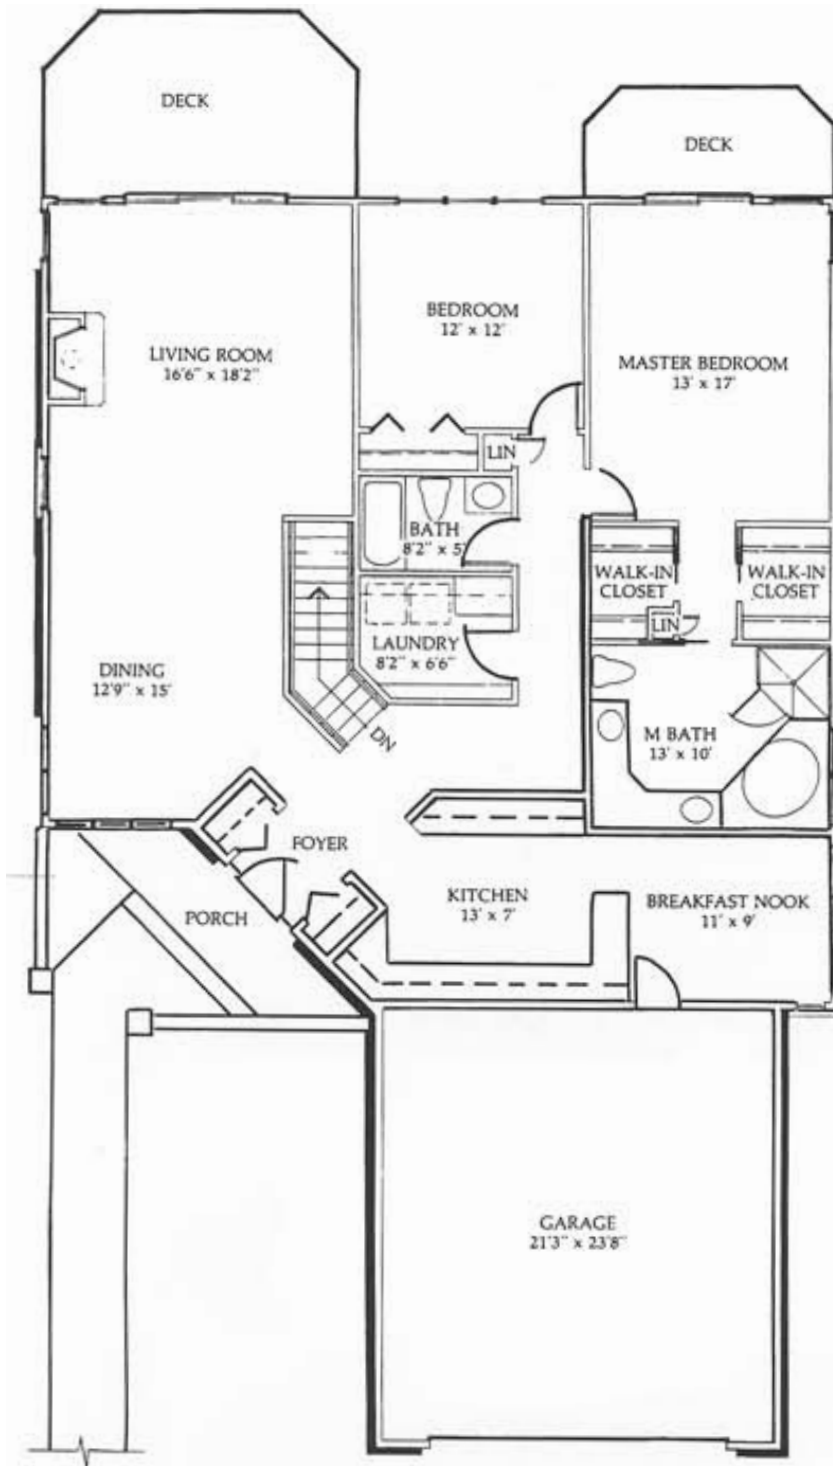 DECK
DECK
BEDROOM
12' x 12'
LIVING ROOM
16'6" x 18'2"
MASTER BEDROOM
13' x 17'
LIN
BATH
8'2" x 5'
WALK-IN
CLOSET
WALK-IN
CLOSET
LIN
LAUNDRY
8'2" x 6'6"
DINING
12'9" x 15'
DN
M BATH
13' x 10'
FOYER
KITCHEN
13' x 7'
BREAKFAST NOOK
11' x 9'
PORCH
GARAGE
21'3" x 23'8"